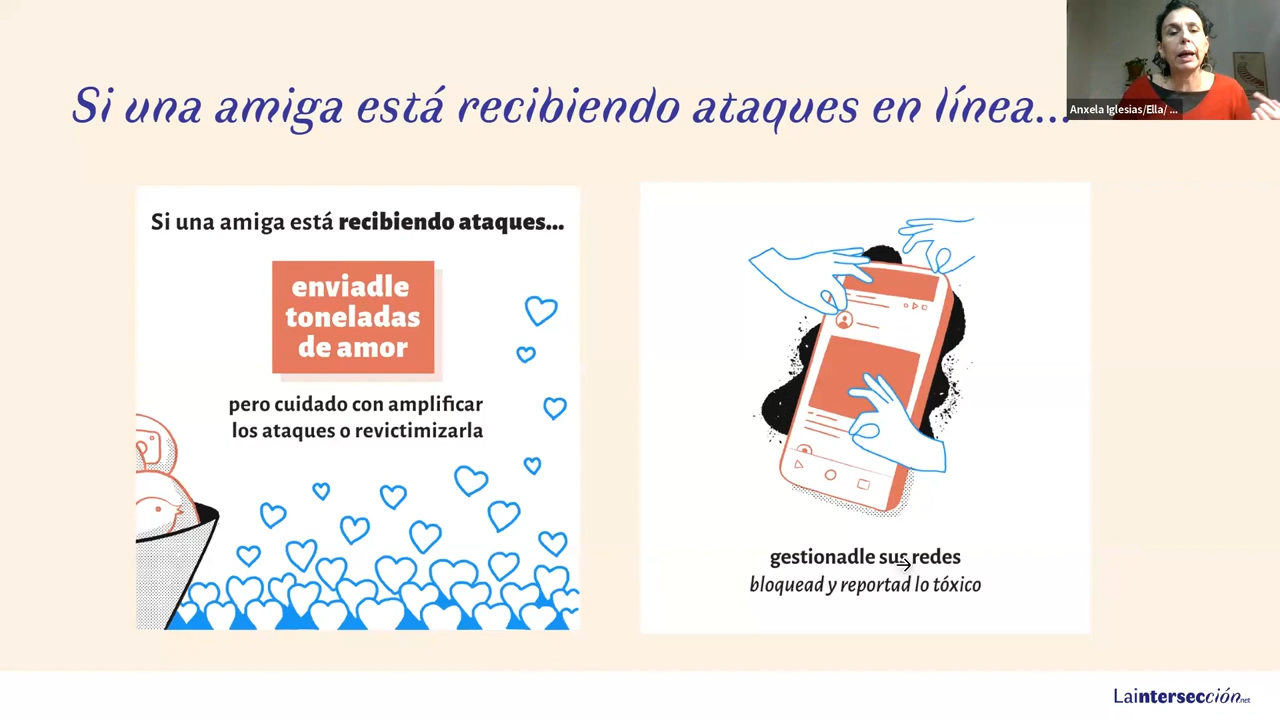 Si una amiga está recibiendo ataques en línea...
Anxela Iglesias/Ella/ ...
Si una amiga está recibiendo ataques...
enviadle
toneladas
de amor
pero cuidado con amplificar
los ataques o revictimizarla
gestionadle sus redes
bloquead y reportad lo tóxico
Laintersección.net